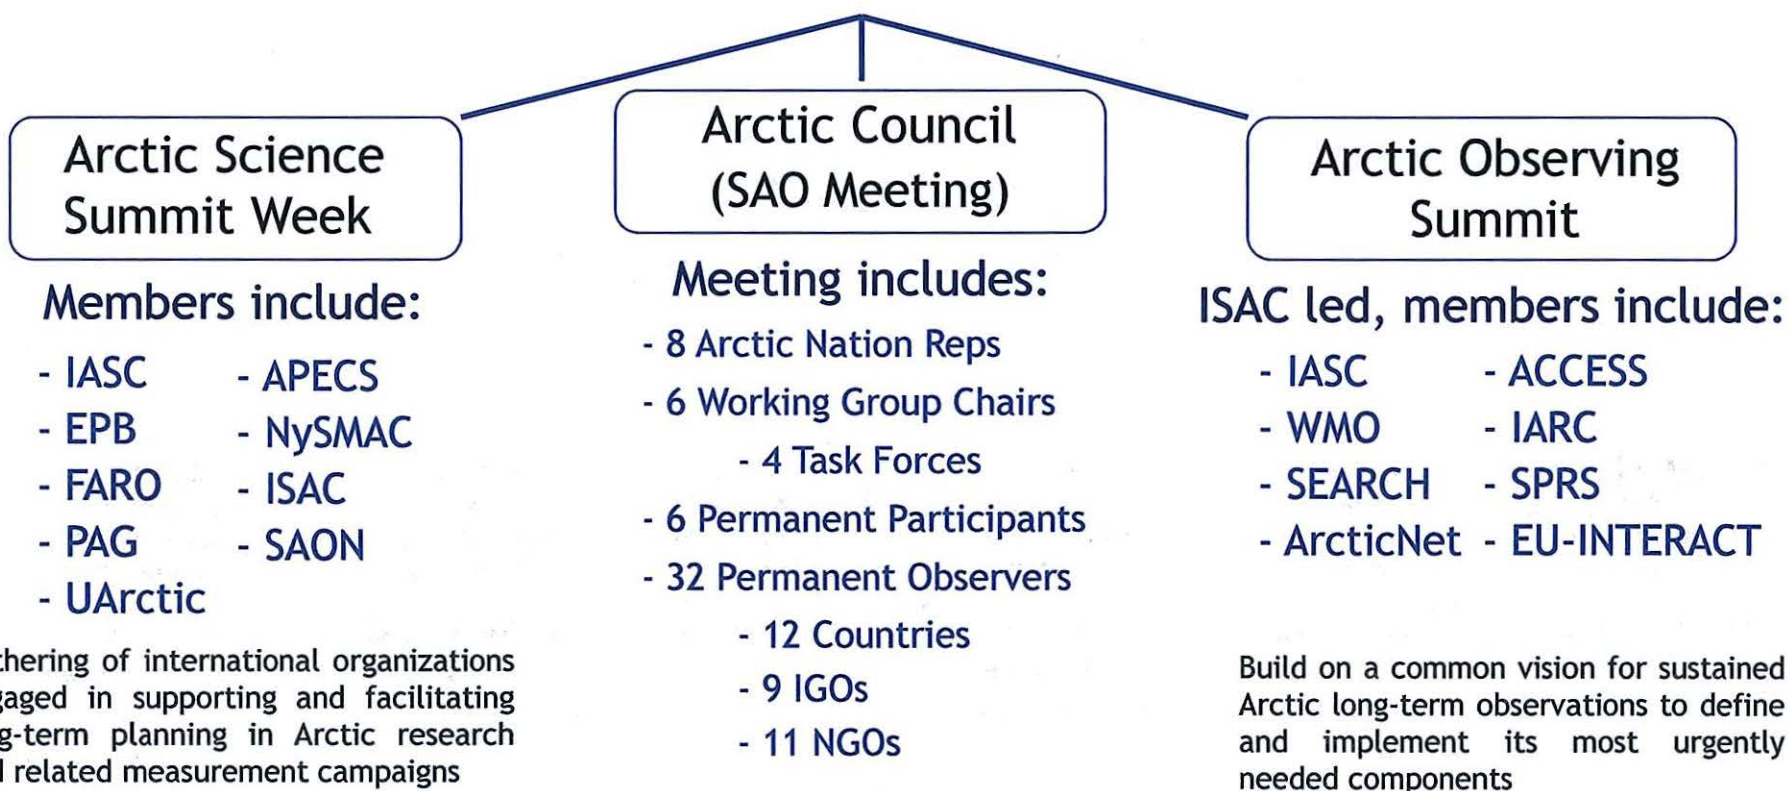 Arctic Science
Summit Week
Members include:
- IASC - APECS
- EPB - NySMAC
- FARO - ISAC
- PAG - SAON
- UArctic
thering of international organizations
gaged in supporting and facilitating
g-term planning in Arctic research
d related measurement campaigns
Arctic Council
(SAO Meeting)
Meeting includes:
- 8 Arctic Nation Reps
- 6 Working Group Chairs
- 4 Task Forces
- 6 Permanent Participants
- 32 Permanent Observers
- 12 Countries
- 9 IGOs
- 11 NGOs
Arctic Observing
Summit
ISAC led, members include:
- IASC - ACCESS
- WMO - IARC
- SEARCH - SPRS
- ArcticNet - EU-INTERACT
Build on a common vision for sustained
Arctic long-term observations to define
and implement its most urgently
needed components